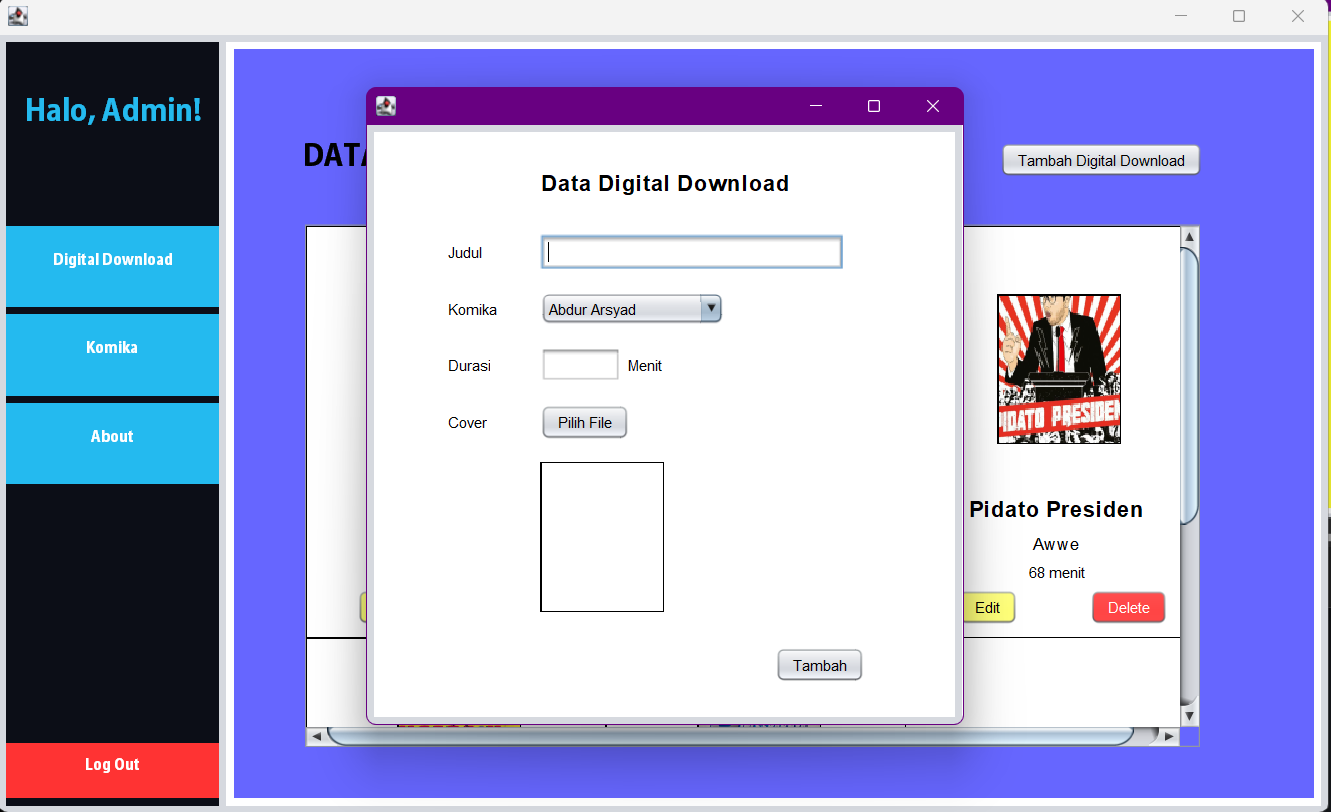 Halo, Admin!
Digital Download
Komika
About
Log Out
DATA
Tambah Digital Download
Data Digital Download
Judul
Komika
Abdur Arsyad
Durasi
Menit
Cover
Pilih File
Tambah
PIDATO PRESIDEN
Pidato Presiden
Awwe
68 menit
Edit
Delete